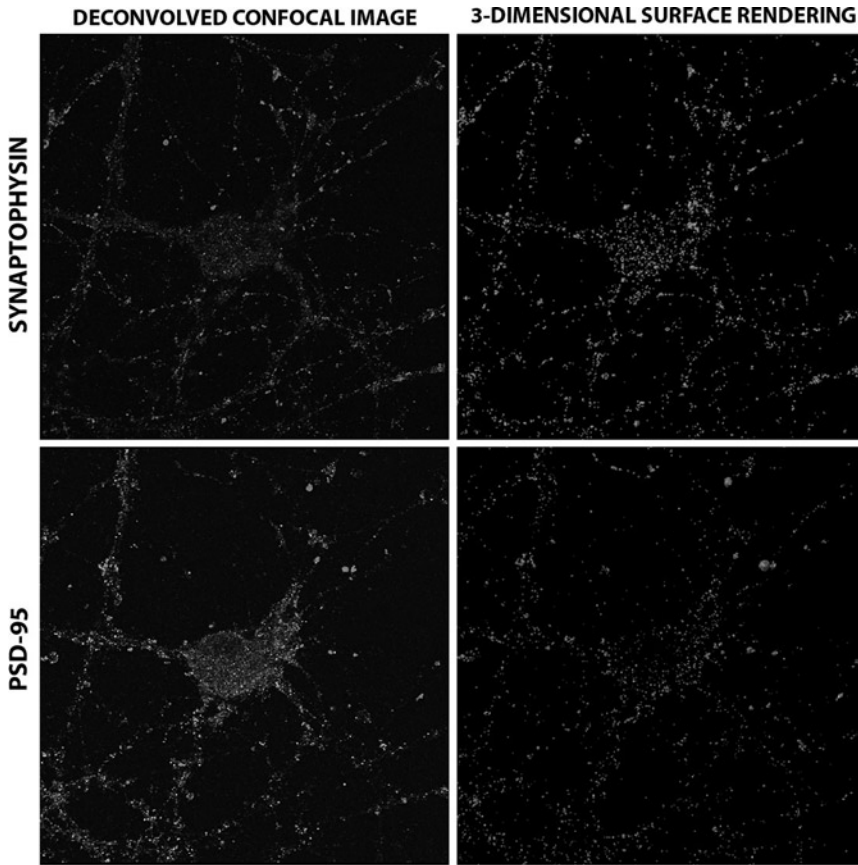 DECONVOLVED CONFOCAL IMAGE
3-DIMENSIONAL SURFACE RENDERING
SYNAPTOPHYSIN
PSD-95